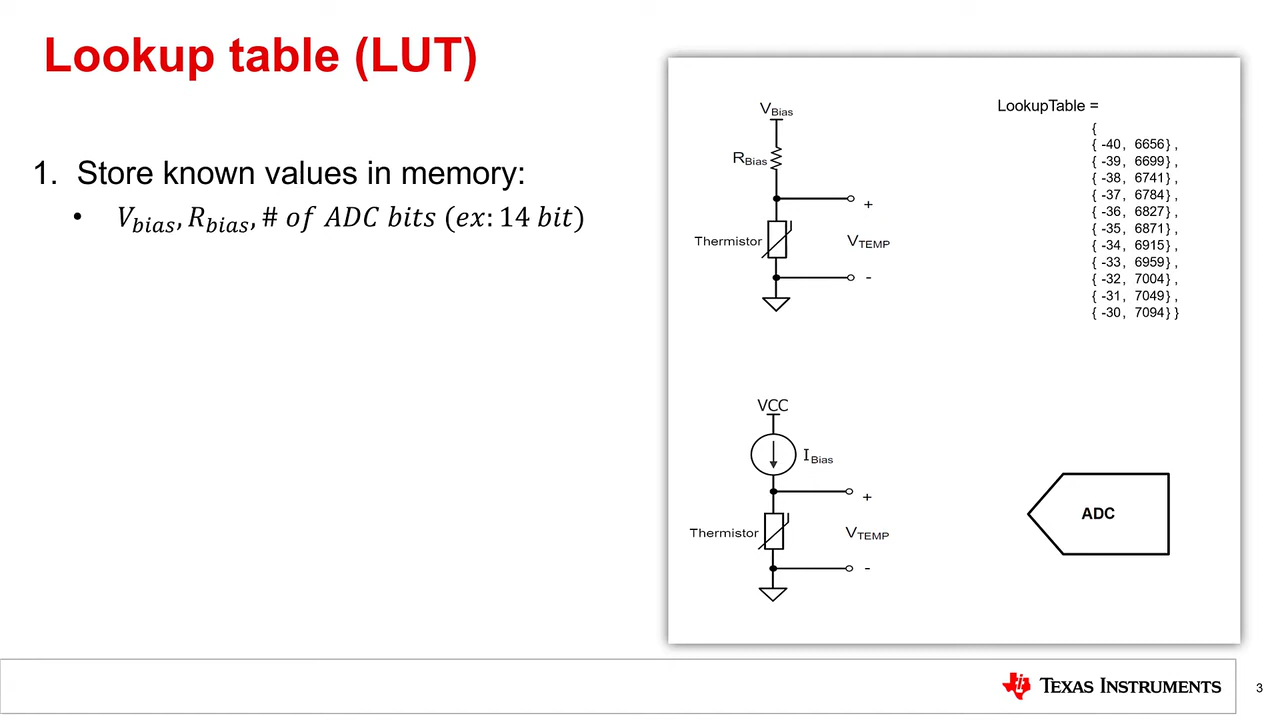 Lookup table (LUT)
1. Store known values in memory:
• V_bias, R_bias, # of ADC bits (ex: 14 bit)
V_Bias
R_Bias
+
Thermistor
V_TEMP
-
LookupTable =
{
{ -40, 6656} ,
{ -39, 6699} ,
{ -38, 6741} ,
{ -37, 6784} ,
{ -36, 6827} ,
{ -35, 6871} ,
{ -34, 6915} ,
{ -33, 6959} ,
{ -32, 7004} ,
{ -31, 7049} ,
{ -30, 7094} }
VCC
I_Bias
+
Thermistor
V_TEMP
-
ADC
TEXAS INSTRUMENTS
3